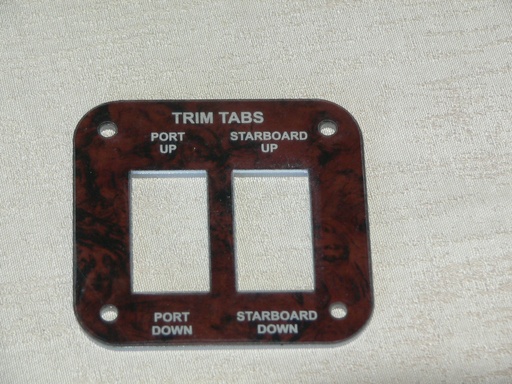 TRIM TABS
PORT STARBOARD
UP UP
PORT STARBOARD
DOWN DOWN